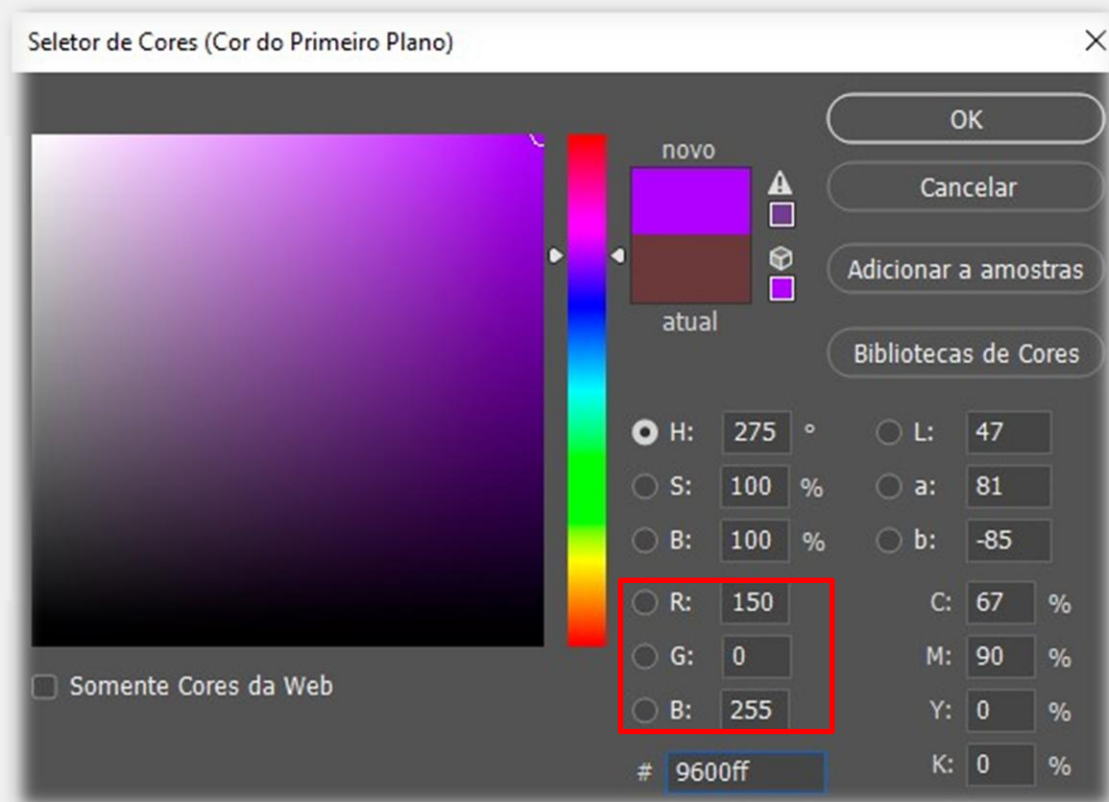 Seletor de Cores (Cor do Primeiro Plano)
novo
atual
OK
Cancelar
Adicionar a amostras
Bibliotecas de Cores
H: 275 °
S: 100 %
B: 100 %
R: 150
G: 0
B: 255
# 9600ff
L: 47
a: 81
b: -85
C: 67 %
M: 90 %
Y: 0 %
K: 0 %
Somente Cores da Web